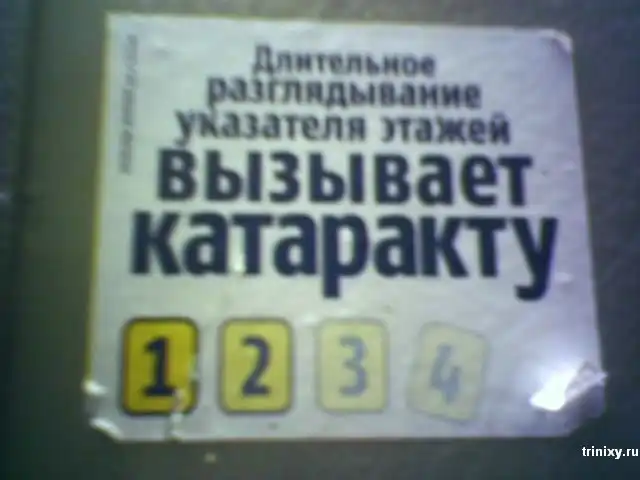 Длительное
разглядывание
указателя этажей
вызывает
катаракту
1 2 3 4
trinixy.ru